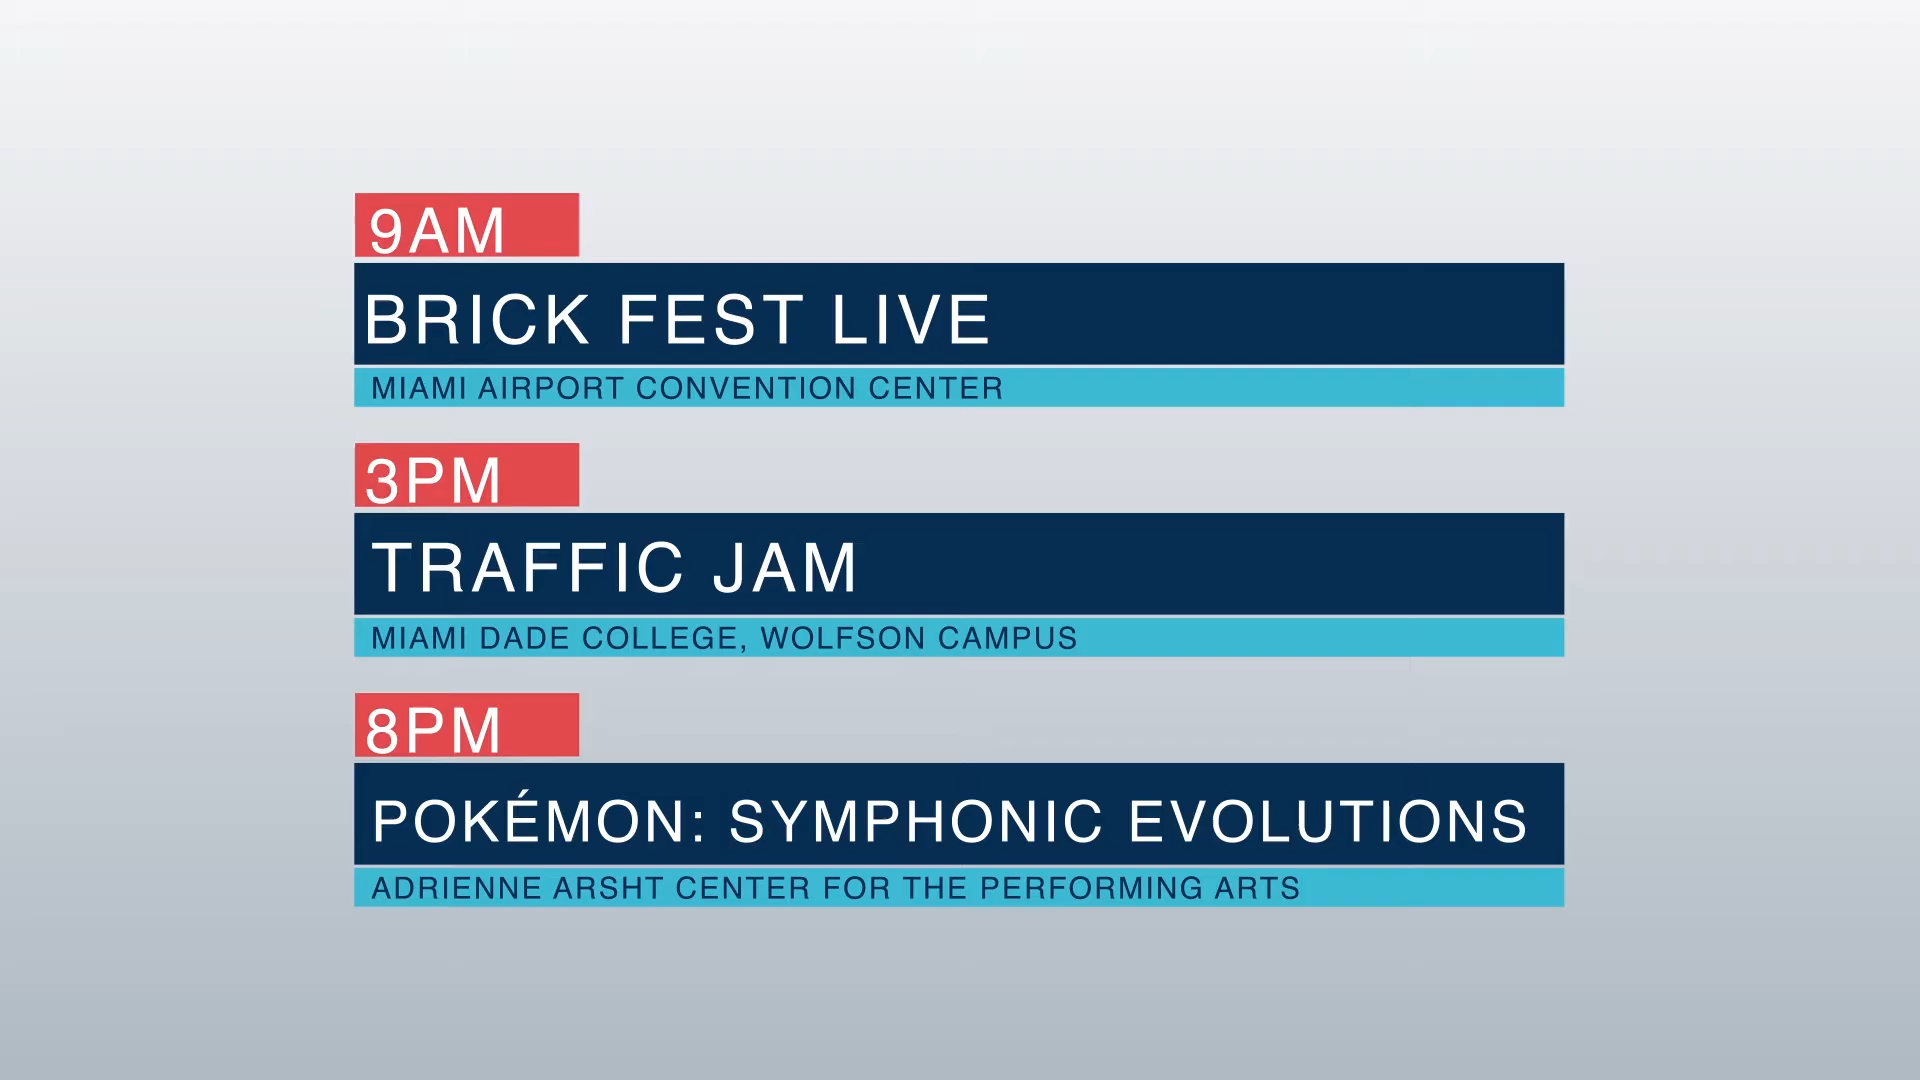 9AM
BRICK FEST LIVE
MIAMI AIRPORT CONVENTION CENTER
3PM
TRAFFIC JAM
MIAMI DADE COLLEGE, WOLFSON CAMPUS
8PM
POKÉMON: SYMPHONIC EVOLUTIONS
ADRIENNE ARSHT CENTER FOR THE PERFORMING ARTS